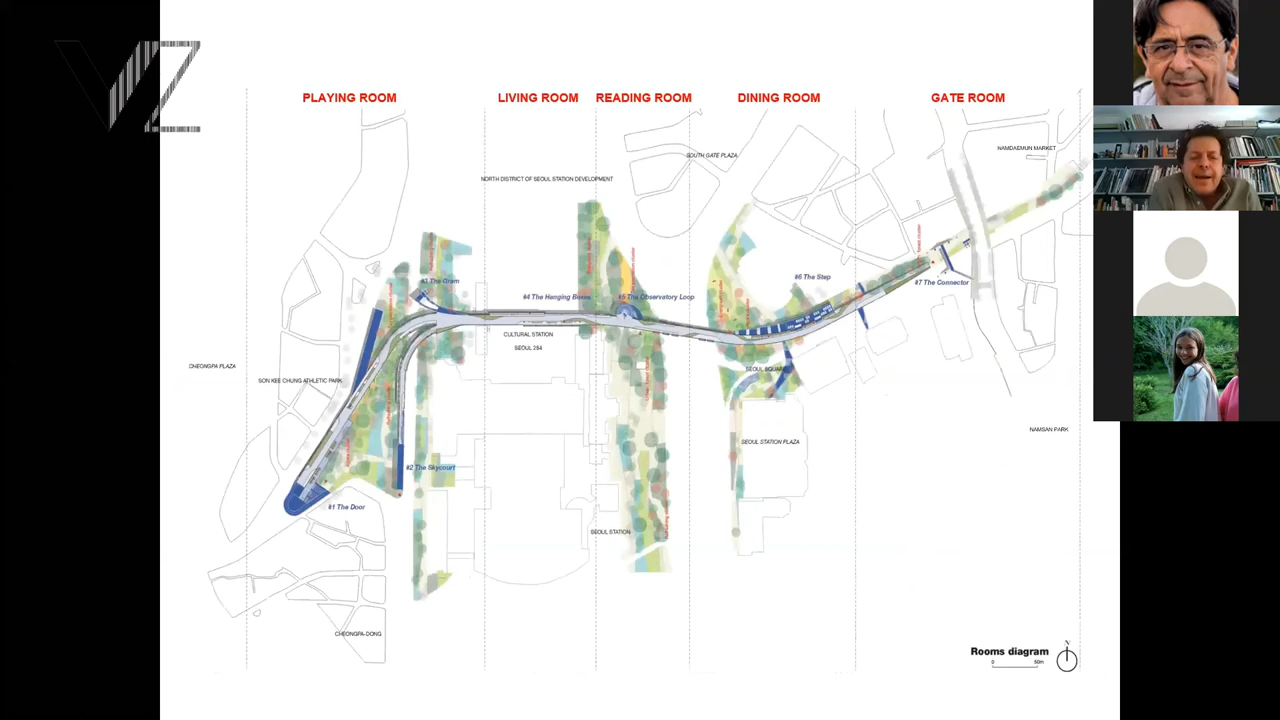 VZ
PLAYING ROOM
LIVING ROOM
READING ROOM
DINING ROOM
GATE ROOM
NAMDAEMUN MARKET
SOUTH GATE PLAZA
NORTH DISTRICT OF SEOUL STATION DEVELOPMENT
#6 The Step
#7 The Connector
#4 The Hanging Boxes
#5 The Observatory Loop
CULTURAL STATION
SEOUL 284
CHEONGPA PLAZA
SON KEE CHUNG ATHLETIC PARK
SEOUL SQUARE
NAMSAN PARK
SEOUL STATION PLAZA
#2 The Skycourt
#1 The Door
SEOUL STATION
CHEONGPA-DONG
Rooms diagram
0 50m
N